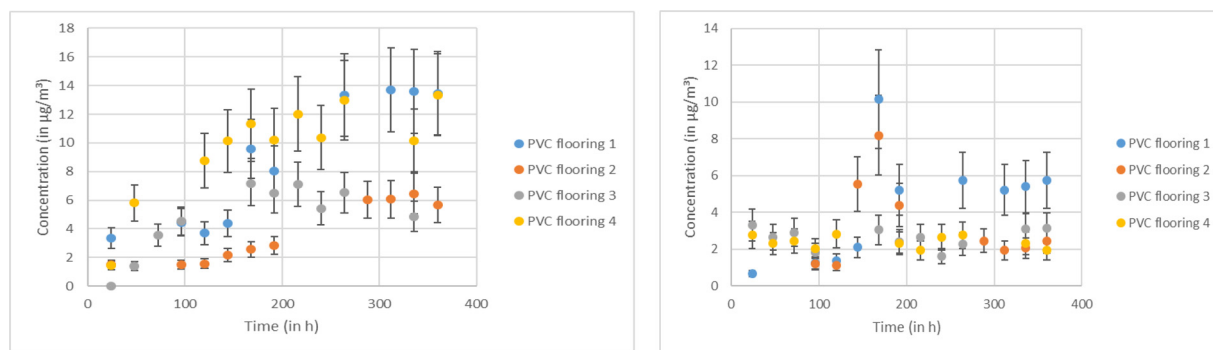 18
16
14
12
10
8
6
4
2
0
Concentration (in µg/m³)
0 100 200 300 400
Time (in h)
PVC flooring 1
PVC flooring 2
PVC flooring 3
PVC flooring 4
14
12
10
8
6
4
2
0
Concentration (in µg/m³)
0 100 200 300 400
Time (in h)
PVC flooring 1
PVC flooring 2
PVC flooring 3
PVC flooring 4